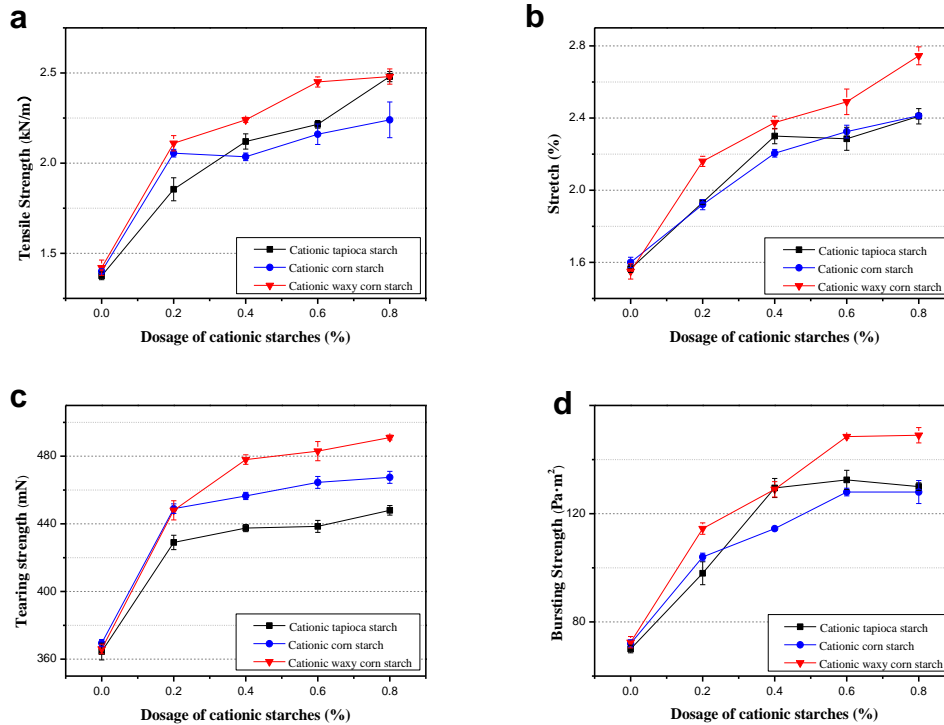 a
2.5
2.0
1.5
Tensile Strength (kN/m)
Cationic tapioca starch
Cationic corn starch
Cationic waxy corn starch
0.0 0.2 0.4 0.6 0.8
Dosage of cationic starches (%)
b
2.8
2.4
2.0
1.6
Stretch (%)
Cationic tapioca starch
Cationic corn starch
Cationic waxy corn starch
0.0 0.2 0.4 0.6 0.8
Dosage of cationic starches (%)
c
480
440
400
360
Tearing strength (mN)
Cationic tapioca starch
Cationic corn starch
Cationic waxy corn starch
0.0 0.2 0.4 0.6 0.8
Dosage of cationic starches (%)
d
120
80
Bursting Strength (Pa·m²)
Cationic tapioca starch
Cationic corn starch
Cationic waxy corn starch
0.0 0.2 0.4 0.6 0.8
Dosage of cationic starches (%)